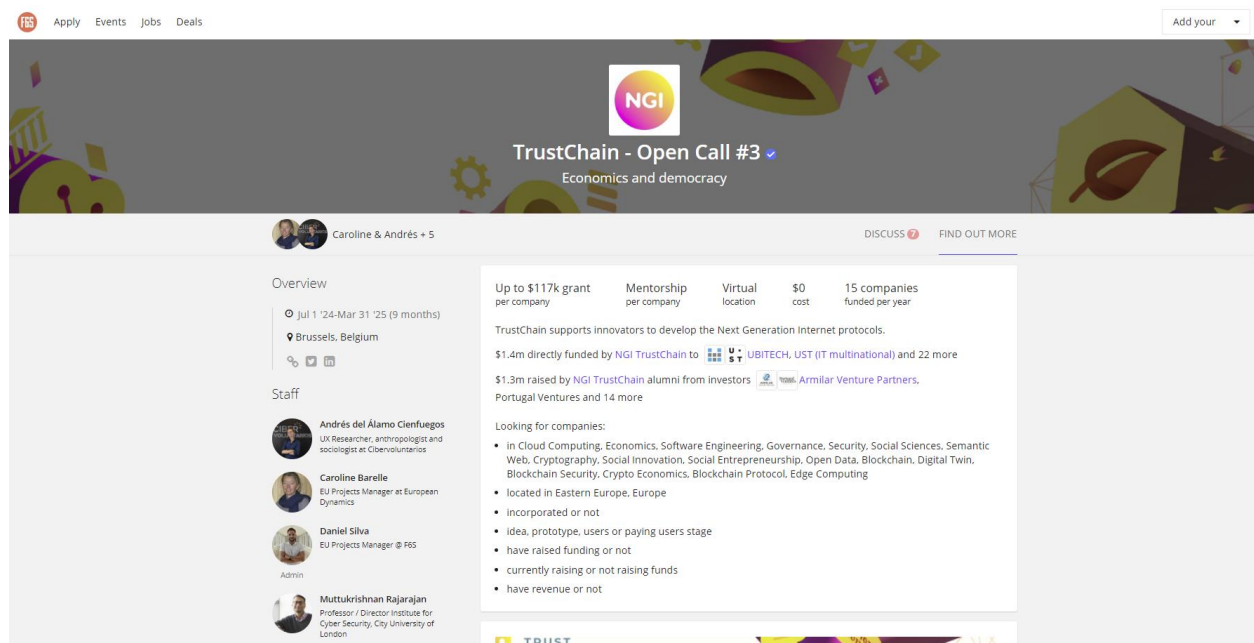 F6S Apply Events Jobs Deals Add your
NGI
TrustChain - Open Call #3
Economics and democracy
Caroline & Andrés + 5
DISCUSS 7 FIND OUT MORE
Overview
Jul 1 '24-Mar 31 '25 (9 months)
Brussels, Belgium
Staff
Andrés del Álamo Cienfuegos
UX Researcher, anthropologist and
sociologist at Cibervoluntarios
Caroline Barelle
EU Projects Manager at European
Dynamics
Daniel Silva
EU Projects Manager @ F6S
Admin
Muttukrishnan Rajarajan
Professor / Director Institute for
Cyber Security, City University of
London
Up to $117k grant Mentorship Virtual $0 15 companies
per company per company location cost funded per year
TrustChain supports innovators to develop the Next Generation Internet protocols.
$1.4m directly funded by NGI TrustChain to UST UBITECH, UST (IT multinational) and 22 more
$1.3m raised by NGI TrustChain alumni from investors Armilar Venture Partners,
Portugal Ventures and 14 more
Looking for companies:
• in Cloud Computing, Economics, Software Engineering, Governance, Security, Social Sciences, Semantic
Web, Cryptography, Social Innovation, Social Entrepreneurship, Open Data, Blockchain, Digital Twin,
Blockchain Security, Crypto Economics, Blockchain Protocol, Edge Computing
• located in Eastern Europe, Europe
• incorporated or not
• idea, prototype, users or paying users stage
• have raised funding or not
• currently raising or not raising funds
• have revenue or not
TRUST